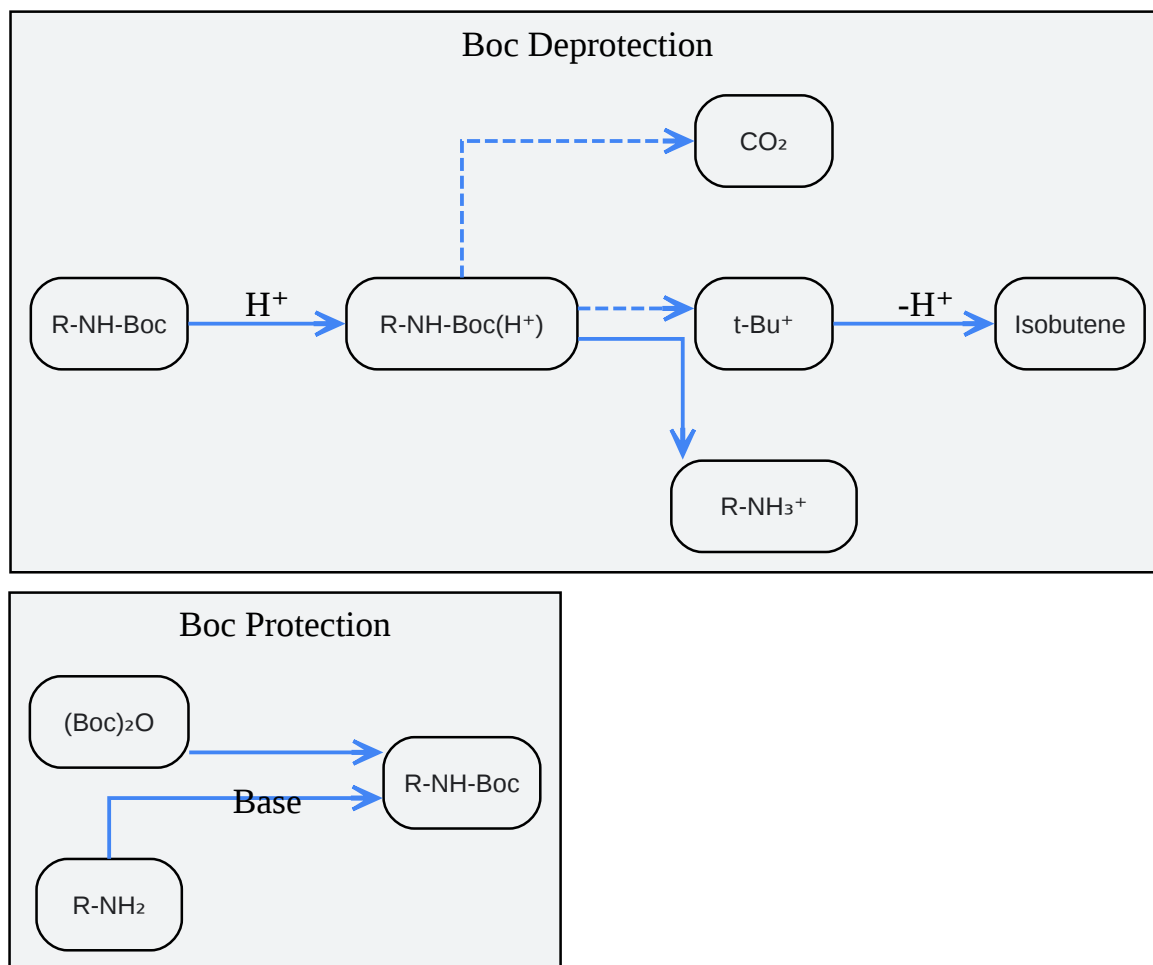 Boc Deprotection
CO₂
R-NH-Boc
H⁺
R-NH-Boc(H⁺)
t-Bu⁺
-H⁺
Isobutene
R-NH₃⁺
Boc Protection
(Boc)₂O
R-NH-Boc
Base
R-NH₂